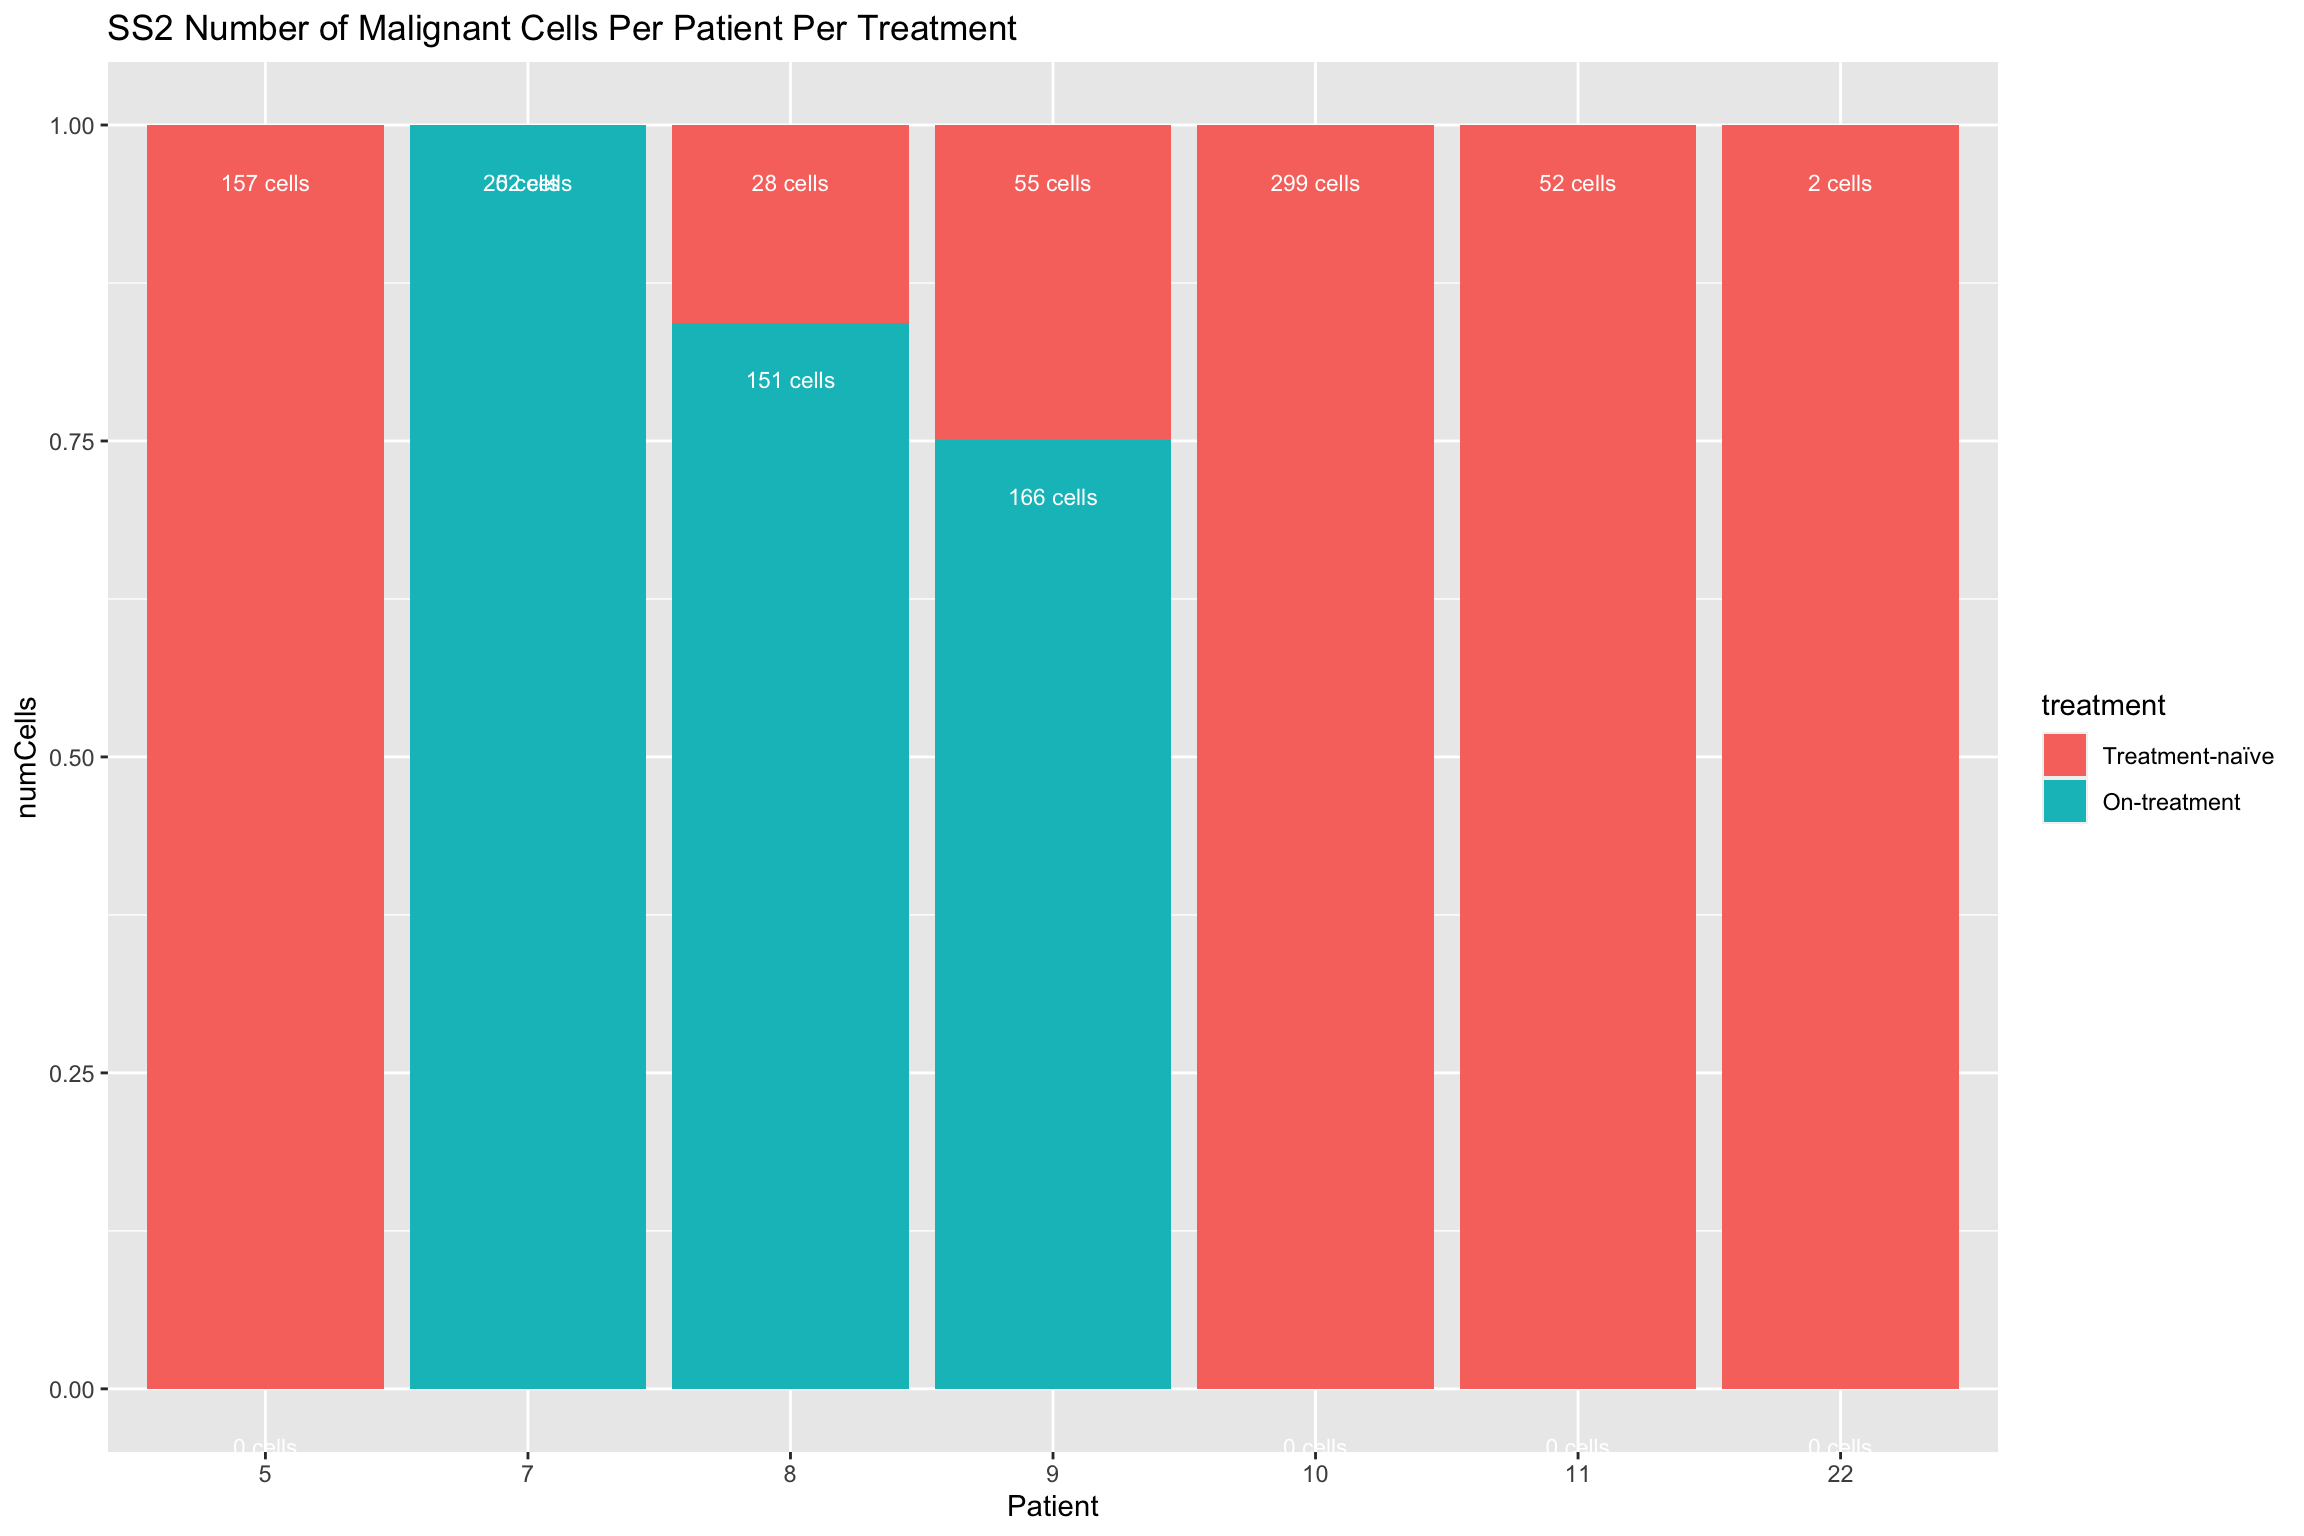 SS2 Number of Malignant Cells Per Patient Per Treatment
1.00
0.75
0.50
0.25
0.00
numCells
157 cells
28 cells
55 cells
299 cells
52 cells
2 cells
151 cells
166 cells
0 cells
0 cells
0 cells
0 cells
5
7
8
9
10
11
22
Patient
treatment
Treatment-naïve
On-treatment